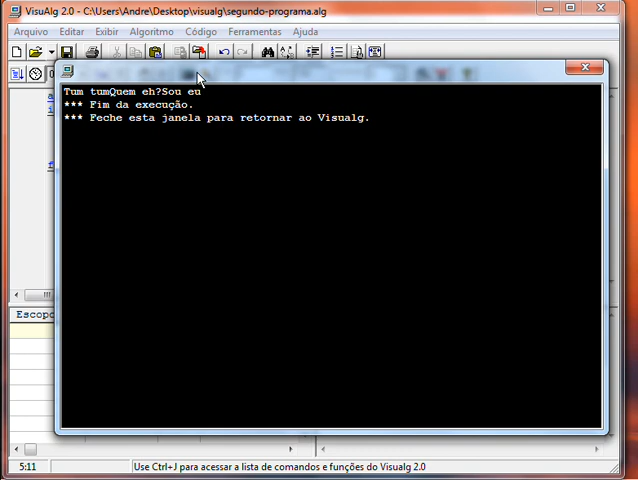 VisuAlg 2.0 - C:\Users\Andre\Desktop\visualg\segundo-programa.alg
Arquivo Editar Exibir Algoritmo Código Ferramentas Ajuda
Tum tumQuem eh?Sou eu
*** Fim da execução.
*** Feche esta janela para retornar ao Visualg.
Escopo
5:11 Use Ctrl+J para acessar a lista de comandos e funções do Visualg 2.0